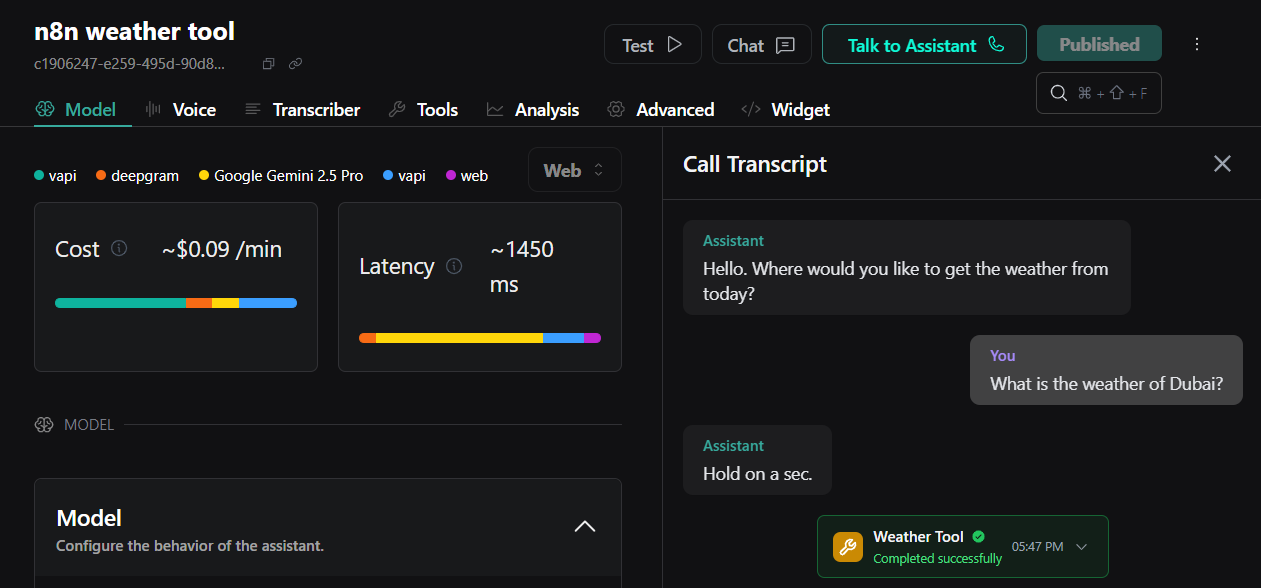 n8n weather tool
c1906247-e259-495d-90d8...
Test
Chat
Talk to Assistant
Published
⌘ + ⇧ + F
Model
Voice
Transcriber
Tools
Analysis
Advanced
Widget
vapi
deepgram
Google Gemini 2.5 Pro
vapi
web
Web
Cost
~$0.09 /min
Latency
~1450
ms
MODEL
Model
Configure the behavior of the assistant.
Call Transcript
Assistant
Hello. Where would you like to get the weather from
today?
You
What is the weather of Dubai?
Assistant
Hold on a sec.
Weather Tool
Completed successfully
05:47 PM